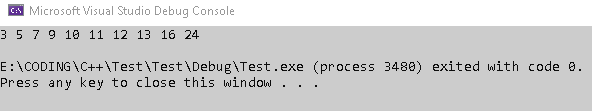 Microsoft Visual Studio Debug Console
3 5 7 9 10 11 12 13 16 24
E:\CODING\C++\Test\Test\Debug\Test.exe (process 3480) exited with code 0.
Press any key to close this window . . .